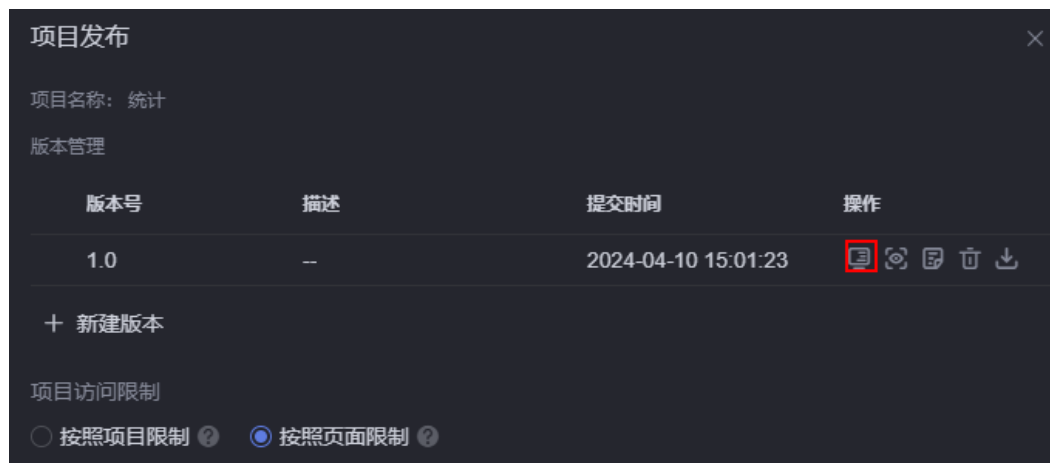 项目发布
项目名称：统计
版本管理
版本号 描述 提交时间 操作
1.0 -- 2024-04-10 15:01:23
新建版本
项目访问限制
按照项目限制 ? 按照页面限制 ?